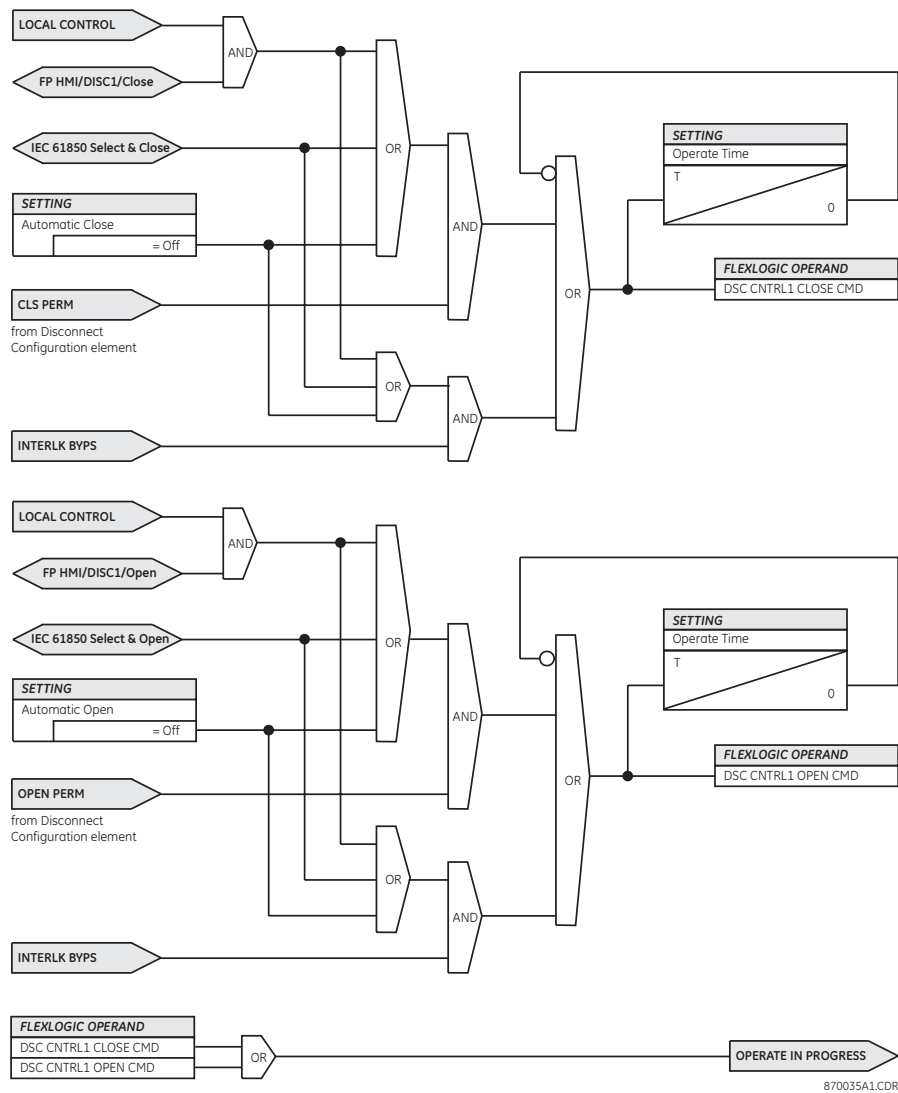 LOCAL CONTROL
AND
FP HMI/DISC1/Close
IEC 61850 Select & Close
OR
SETTING
Operate Time
T
0
SETTING
Automatic Close
= Off
AND
FLEXLOGIC OPERAND
DSC CNTRL1 CLOSE CMD
OR
CLS PERM
from Disconnect
Configuration element
OR
AND
INTERLK BYPS
LOCAL CONTROL
AND
FP HMI/DISC1/Open
IEC 61850 Select & Open
OR
SETTING
Operate Time
T
0
SETTING
Automatic Open
= Off
AND
FLEXLOGIC OPERAND
DSC CNTRL1 OPEN CMD
OR
OPEN PERM
from Disconnect
Configuration element
OR
AND
INTERLK BYPS
FLEXLOGIC OPERAND
DSC CNTRL1 CLOSE CMD
DSC CNTRL1 OPEN CMD
OR
OPERATE IN PROGRESS
870035A1.CDR